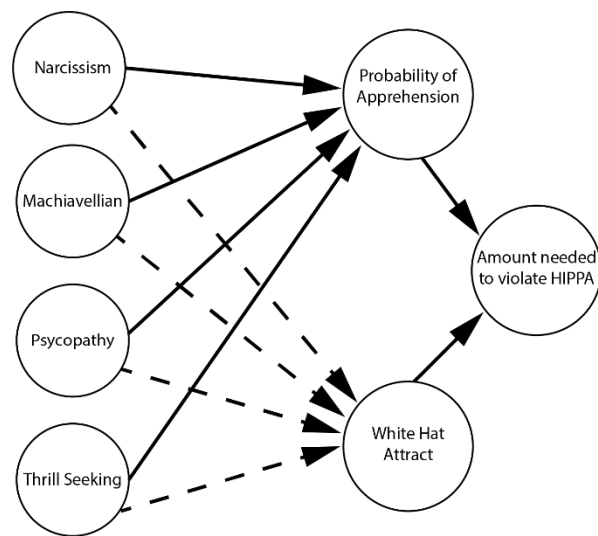 Narcissism
Probability of
Apprehension
Machiavellian
Amount needed
to violate HIPPA
Psycopathy
White Hat
Attract
Thrill Seeking